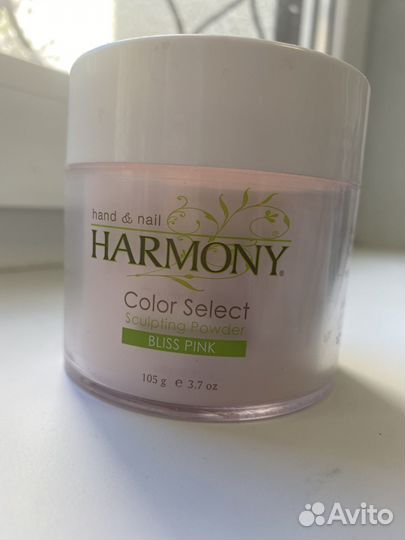 hand & nail
HARMONY®
Color Select
Sculpting Powder
BLISS PINK
105 g e 3.7 oz
Avito